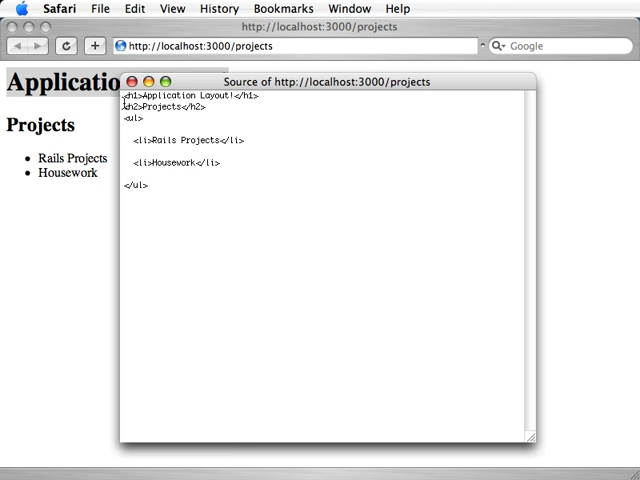 Safari File Edit View History Bookmarks Window Help
http://localhost:3000/projects
http://localhost:3000/projects Google
Applicatio
Projects
Rails Projects
Housework
Source of http://localhost:3000/projects
<h1>Application Layout!</h1>
<h2>Projects</h2>
<ul>
<li>Rails Projects</li>
<li>Housework</li>
</ul>